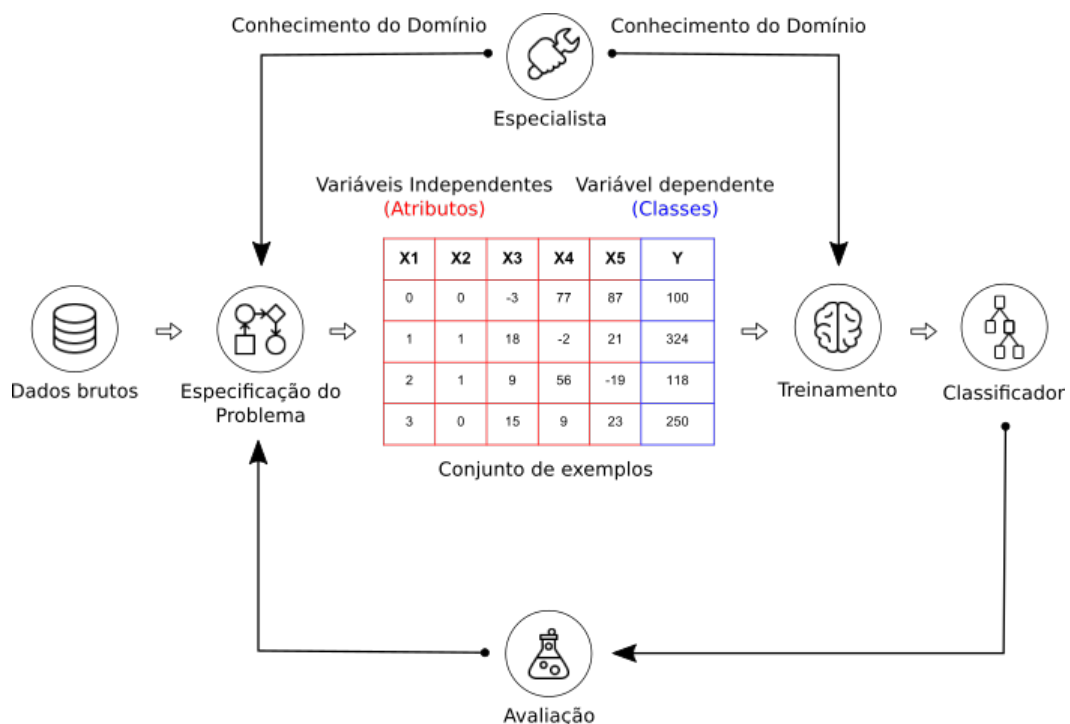 Conhecimento do Domínio
Conhecimento do Domínio
Especialista
Variáveis Independentes
(Atributos)
Variável dependente
(Classes)
X1 X2 X3 X4 X5 Y
0 0 -3 77 87 100
1 1 18 -2 21 324
2 1 9 56 -19 118
3 0 15 9 23 250
Dados brutos
Especificação do
Problema
Treinamento
Classificador
Conjunto de exemplos
Avaliação